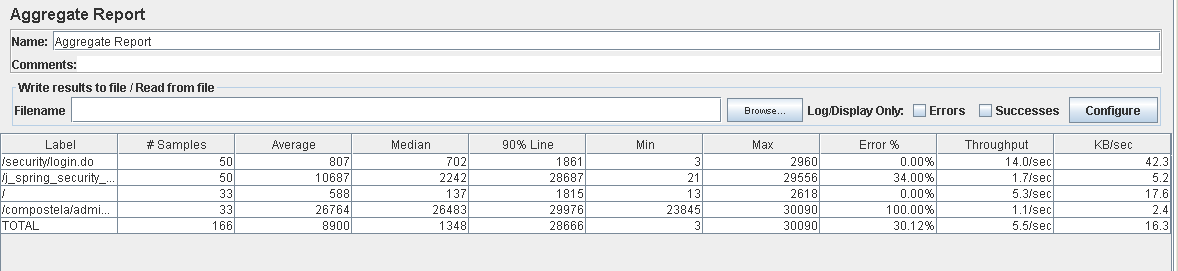 Aggregate Report
Name: Aggregate Report
Comments:
Write results to file / Read from file
Filename Browse... Log/Display Only: Errors Successes Configure
Label # Samples Average Median 90% Line Min Max Error % Throughput KB/sec
/security/login.do 50 807 702 1861 3 2960 0.00% 14.0/sec 42.3
/j_spring_security_... 50 10687 2242 28687 21 29556 34.00% 1.7/sec 5.2
/ 33 588 137 1815 13 2618 0.00% 5.3/sec 17.6
/compostela/admi... 33 26764 26483 29976 23845 30090 100.00% 1.1/sec 2.4
TOTAL 166 8900 1348 28666 3 30090 30.12% 5.5/sec 16.3